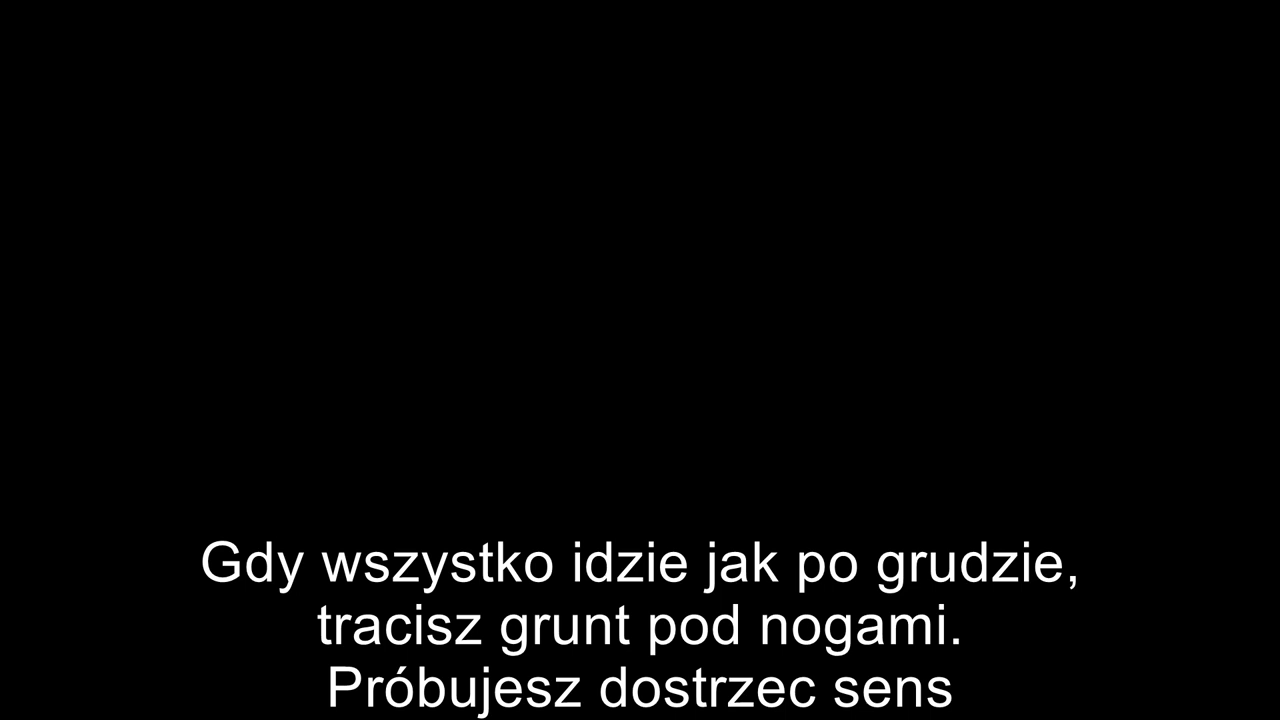 Gdy wszystko idzie jak po grudzie,
tracisz grunt pod nogami.
Próbujesz dostrzec sens